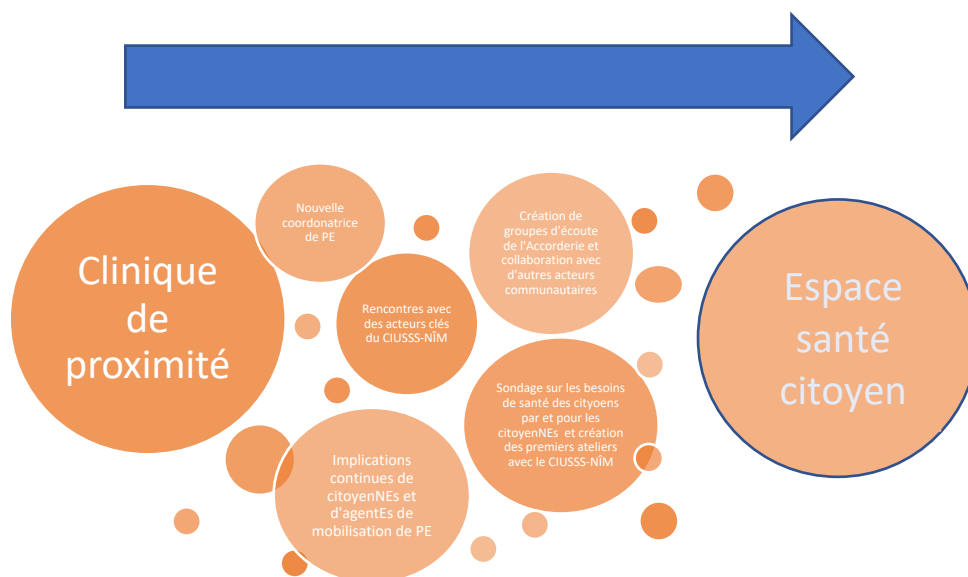 Clinique
de
proximité
Nouvelle
coordonatrice
de PE
Rencontres avec
des acteurs clés
du CIUSSS-NÎM
Implications
continues de
citoyenNEs et
d'agentEs de
mobilisation de PE
Création de
groupes d'écoute
de l'Accorderie et
collaboration avec
d'autres acteurs
communautaires
Sondage sur les besoins
de santé des cityoens
par et pour les
citoyenNEs et création
des premiers ateliers
avec le CIUSSS-NÎM
Espace
santé
citoyen